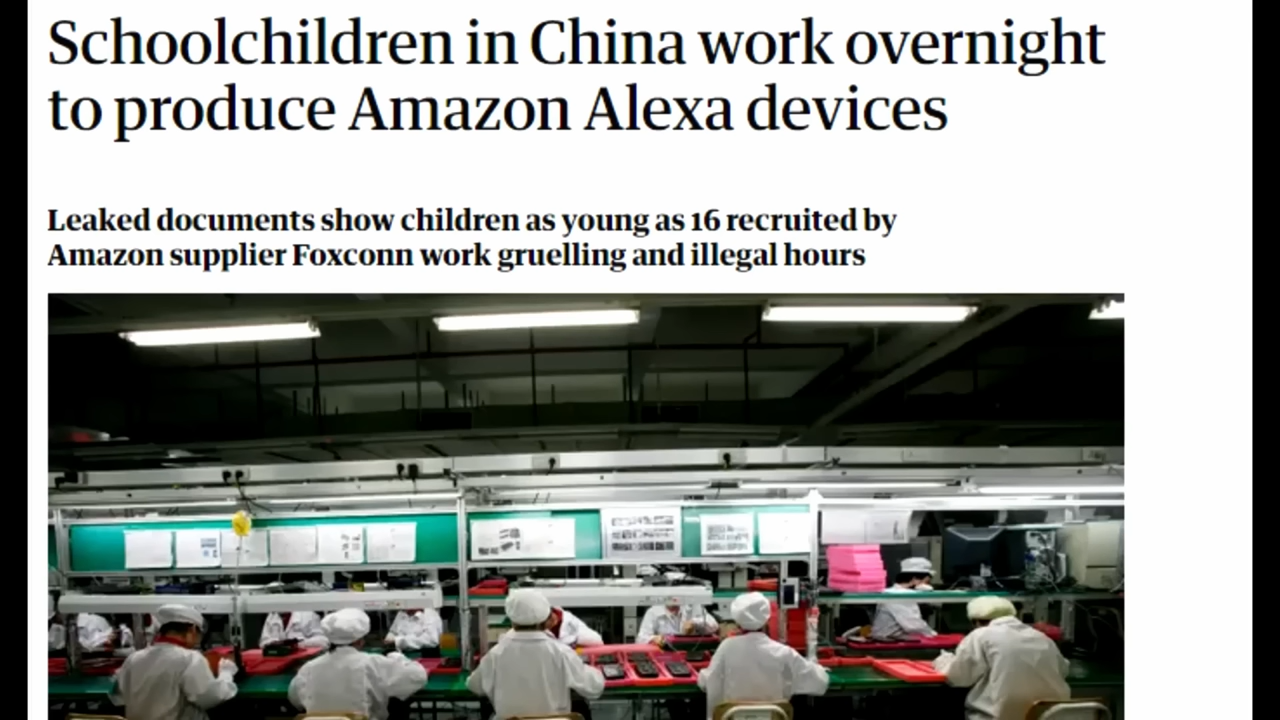 Schoolchildren in China work overnight
to produce Amazon Alexa devices
Leaked documents show children as young as 16 recruited by
Amazon supplier Foxconn work gruelling and illegal hours